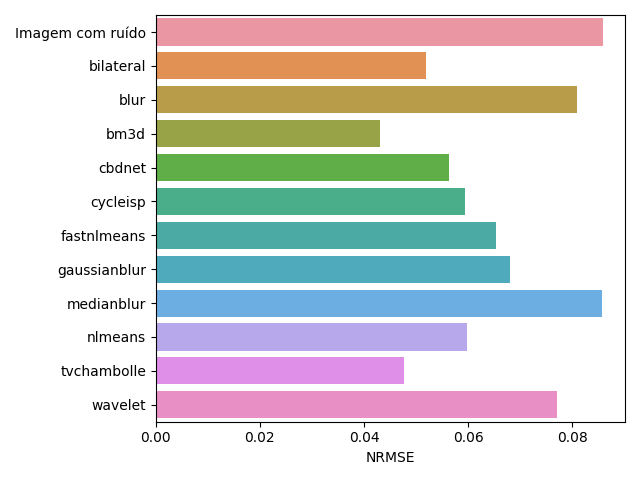 Imagem com ruído
bilateral
blur
bm3d
cbdnet
cycleisp
fastnlmeans
gaussianblur
medianblur
nlmeans
tvchambolle
wavelet
0.00 0.02 0.04 0.06 0.08
NRMSE